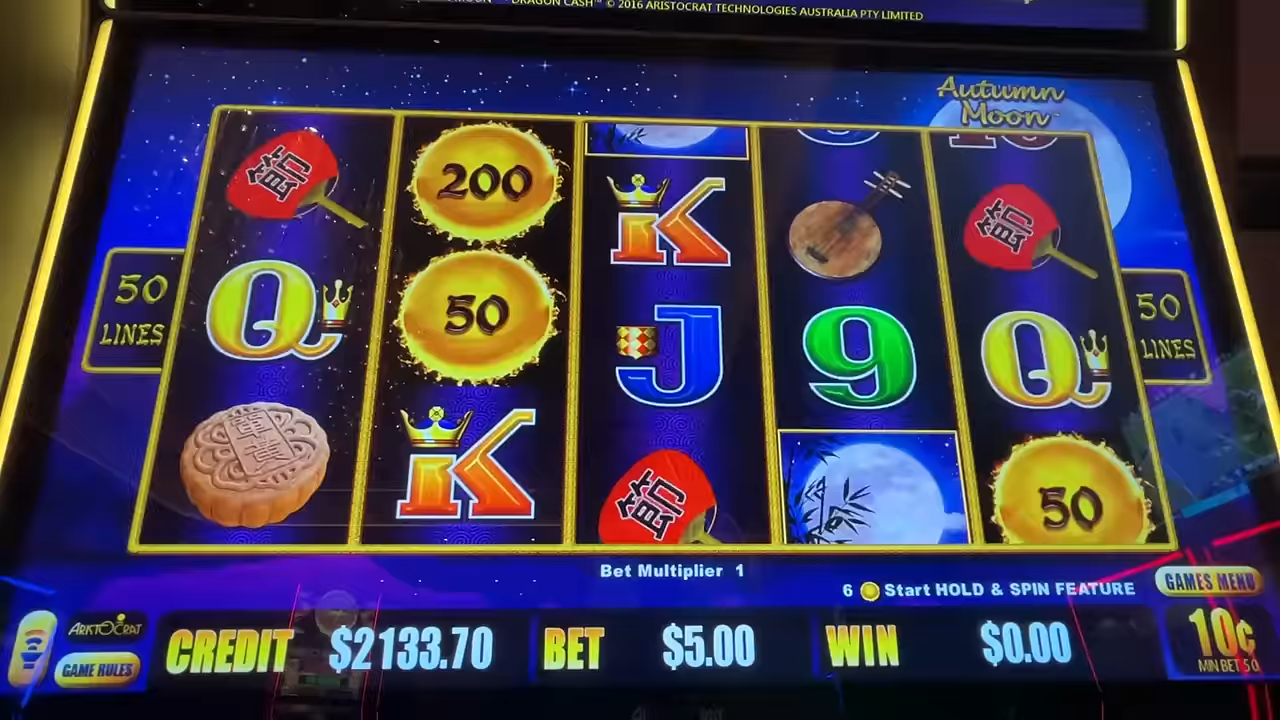 DRAGON CASH™ © 2016 ARISTOCRAT TECHNOLOGIES AUSTRALIA PTY LIMITED
Autumn
Moon™
200
K
Q
50
50
LINES
J
9
Q
50
LINES
K
50
Bet Multiplier 1
6 Start HOLD & SPIN FEATURE
GAMES MENU
ARISTOCRAT
GAME RULES
CREDIT $2133.70 BET $5.00 WIN $0.00
10¢
MIN BET 50